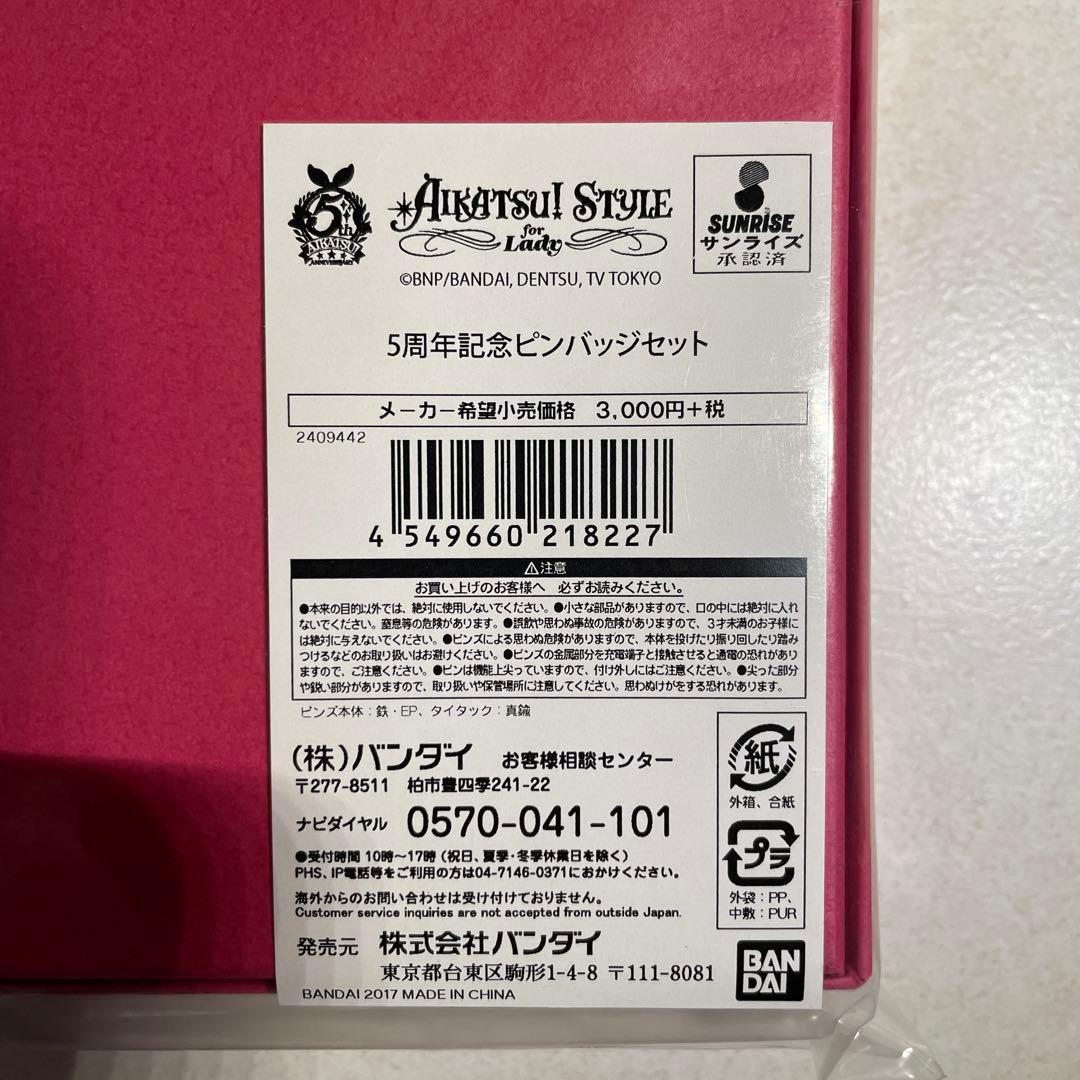 5th
AIKATSU!
ANNIVERSARY
AIKATSU! STYLE
for
Lady
©BNP/BANDAI, DENTSU, TV TOKYO
SUNRISE
サンライズ
承認済
5周年記念ピンバッジセット
メーカー希望小売価格 3,000円+税
2409442
4 549660 218227
⚠注意
お買い上げのお客様へ 必ずお読みください。
●本来の目的以外では、絶対に使用しないでください。●小さな部品がありますので、口の中には絶対に入れ
ないでください。窒息等の危険があります。●誤飲や思わぬ事故の危険がありますので、3才未満のお子様に
は絶対に与えないでください。●ピンズによる思わぬ危険がありますので、本体を投げたり振り回したり踏み
つけるなどのお取り扱いはお避けください。●ピンズの金属部分を充電端子と接触させると通電の恐れがあり
ますので、ご注意ください。●ピンは機能上尖っていますので、付け外しにはご注意ください。●尖った部分
や鋭い部分がありますので、取り扱いや保管場所に注意してください。思わぬけがをする恐れがあります。
ピンズ本体:鉄・EP、タイタック:真鍮
(株)バンダイ お客様相談センター
〒277-8511 柏市豊四季241-22
ナビダイヤル 0570-041-101
●受付時間 10時〜17時 (祝日、夏季・冬季休業日を除く)
PHS、IP電話等をご利用の方は04-7146-0371におかけください。
海外からのお問い合わせは受け付けておりません。
Customer service inquiries are not accepted from outside Japan.
発売元 株式会社バンダイ
東京都台東区駒形1-4-8 〒111-8081
BANDAI 2017 MADE IN CHINA
紙
外箱、合紙
プラ
外袋:PP、
中敷:PUR
BAN
DAI